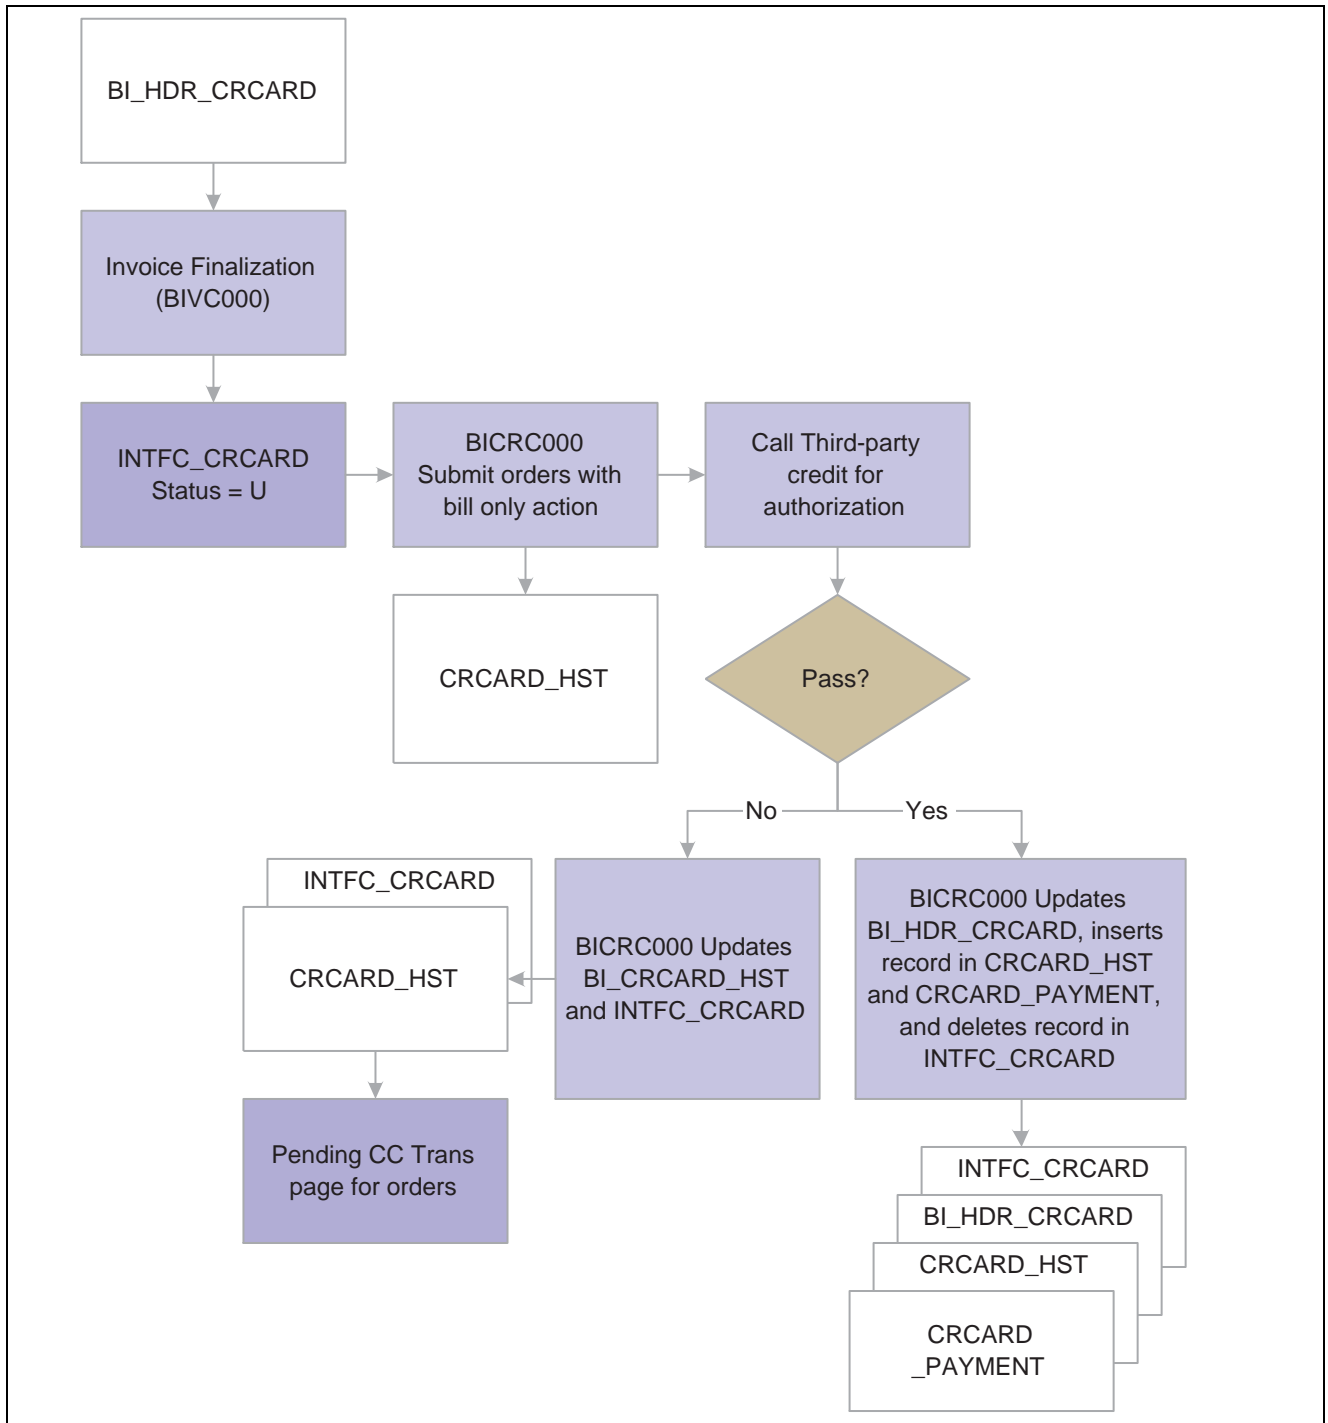 BI_HDR_CRCARD
Invoice Finalization
(BIVC000)
INTFC_CRCARD
Status = U
BICRC000
Submit orders with
bill only action
Call Third-party
credit for
authorization
CRCARD_HST
Pass?
No
Yes
INTFC_CRCARD
CRCARD_HST
BICRC000 Updates
BI_CRCARD_HST
and INTFC_CRCARD
BICRC000 Updates
BI_HDR_CRCARD, inserts
record in CRCARD_HST
and CRCARD_PAYMENT,
and deletes record in
INTFC_CRCARD
Pending CC Trans
page for orders
INTFC_CRCARD
BI_HDR_CRCARD
CRCARD_HST
CRCARD
_PAYMENT